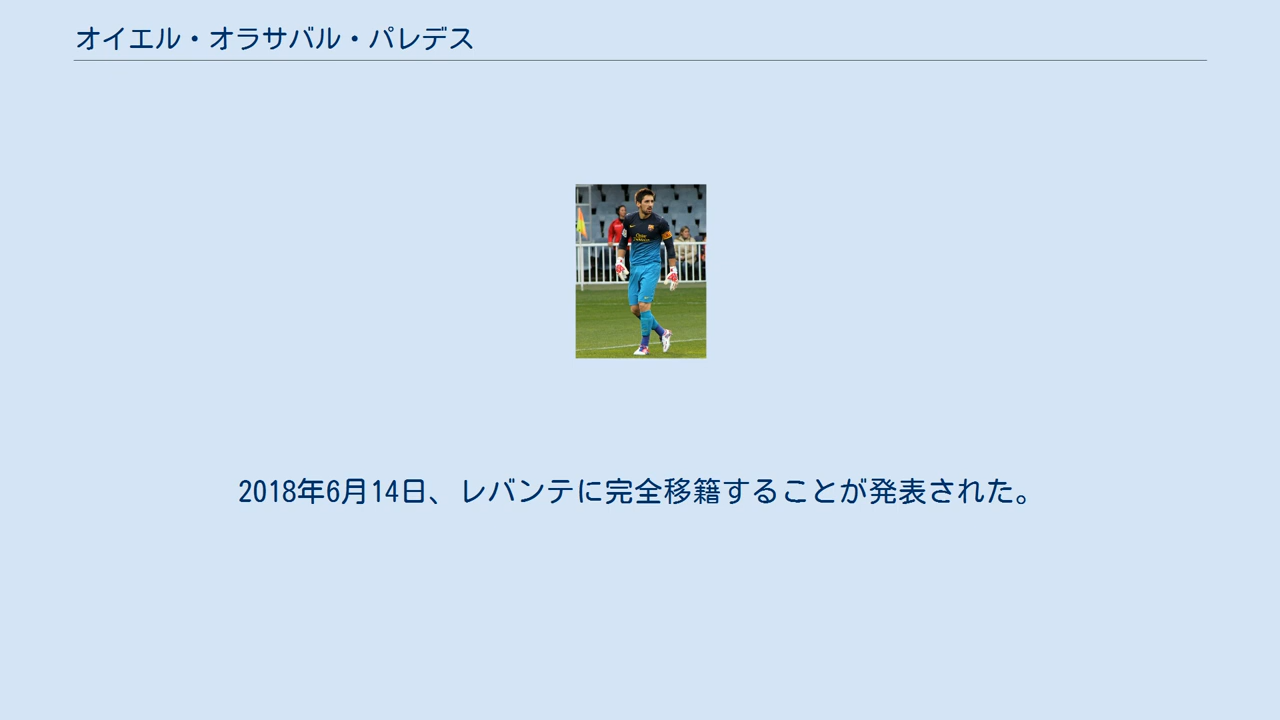 オイエル・オラサバル・パレデス
2018年6月14日、レバンテに完全移籍することが発表された。